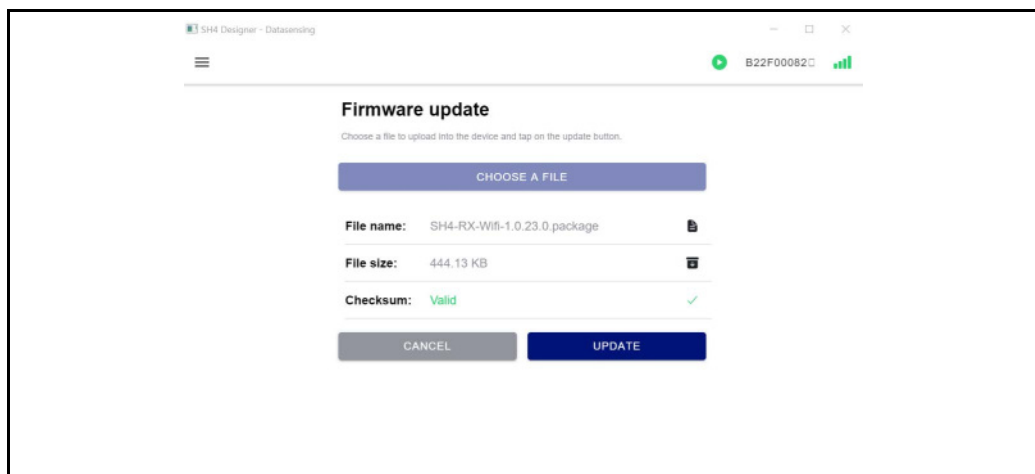 SH4 Designer - Datasensing
B22F00082
Firmware update
Choose a file to upload into the device and tap on the update button.
CHOOSE A FILE
File name: SH4-RX-Wifi-1.0.23.0.package
File size: 444.13 KB
Checksum: Valid
CANCEL UPDATE